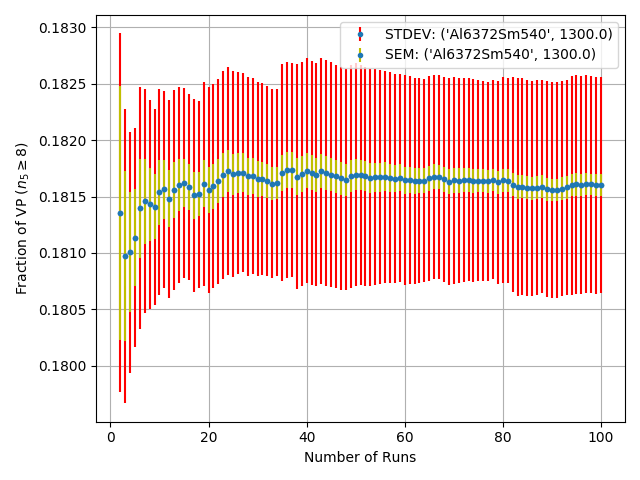 STDEV: ('Al6372Sm540', 1300.0)
SEM: ('Al6372Sm540', 1300.0)
Fraction of VP (n₅ ≥ 8)
0.1830
0.1825
0.1820
0.1815
0.1810
0.1805
0.1800
0 20 40 60 80 100
Number of Runs